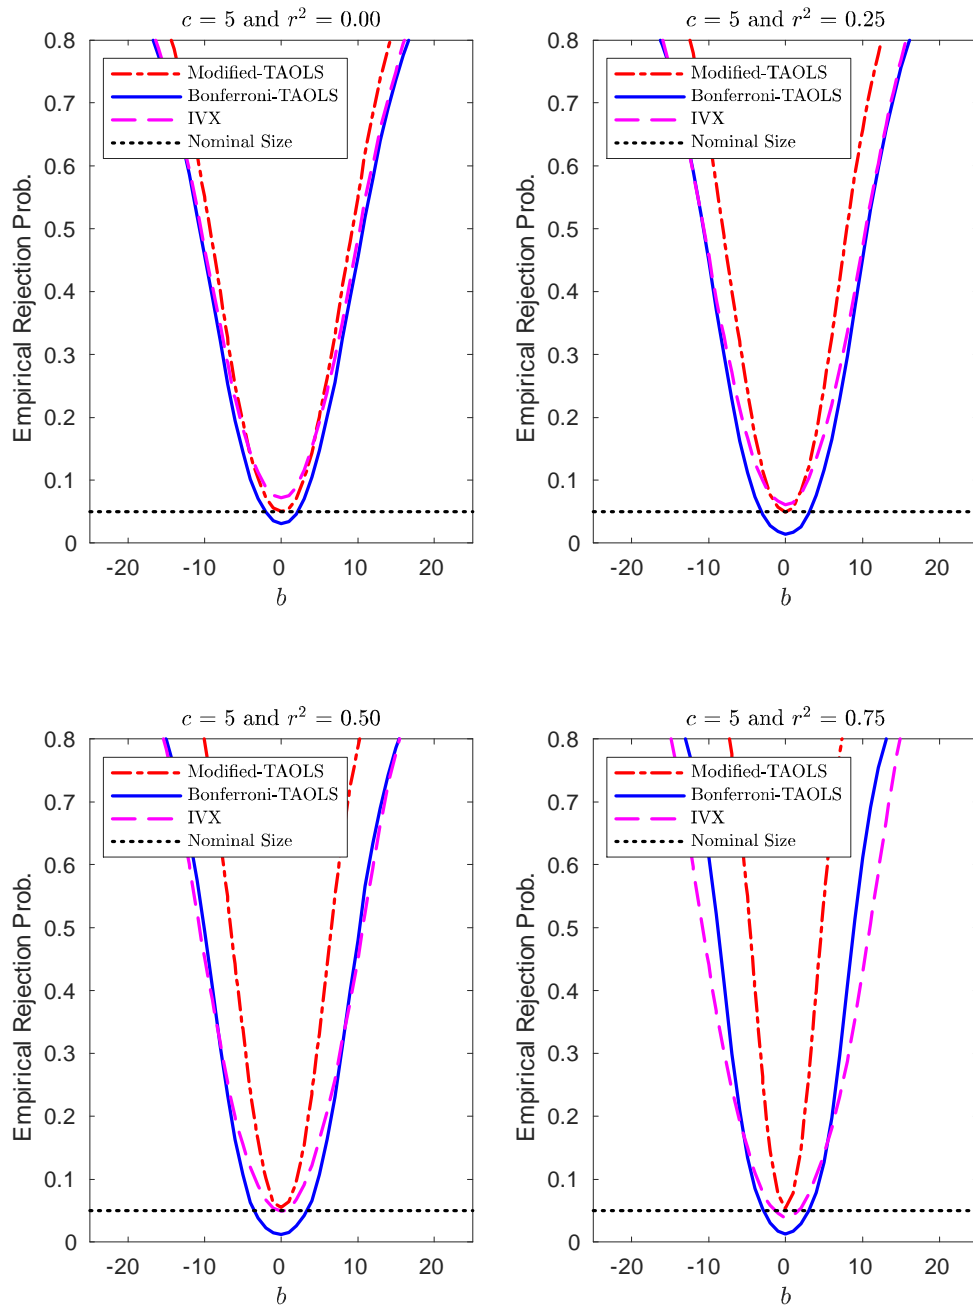 c = 5 and r² = 0.00
0.8
0.7
0.6
0.5
0.4
0.3
0.2
0.1
0
Empirical Rejection Prob.
Modified-TAOLS
Bonferroni-TAOLS
IVX
Nominal Size
-20 -10 0 10 20
b
c = 5 and r² = 0.25
0.8
0.7
0.6
0.5
0.4
0.3
0.2
0.1
0
Empirical Rejection Prob.
Modified-TAOLS
Bonferroni-TAOLS
IVX
Nominal Size
-20 -10 0 10 20
b
c = 5 and r² = 0.50
0.8
0.7
0.6
0.5
0.4
0.3
0.2
0.1
0
Empirical Rejection Prob.
Modified-TAOLS
Bonferroni-TAOLS
IVX
Nominal Size
-20 -10 0 10 20
b
c = 5 and r² = 0.75
0.8
0.7
0.6
0.5
0.4
0.3
0.2
0.1
0
Empirical Rejection Prob.
Modified-TAOLS
Bonferroni-TAOLS
IVX
Nominal Size
-20 -10 0 10 20
b